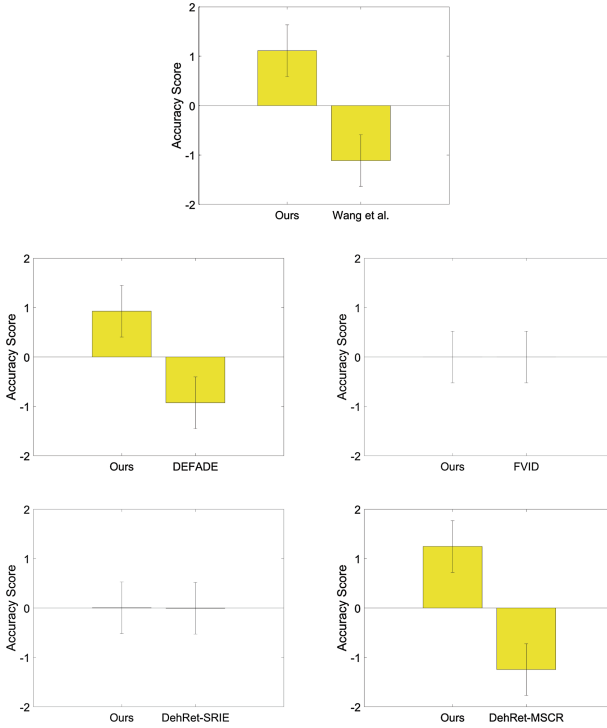 2
1
0
-1
-2
Accuracy Score
Ours Wang et al.
2
1
0
-1
-2
Accuracy Score
Ours DEFADE
2
1
0
-1
-2
Accuracy Score
Ours FVID
2
1
0
-1
-2
Accuracy Score
Ours DehRet-SRIE
2
1
0
-1
-2
Accuracy Score
Ours DehRet-MSCR